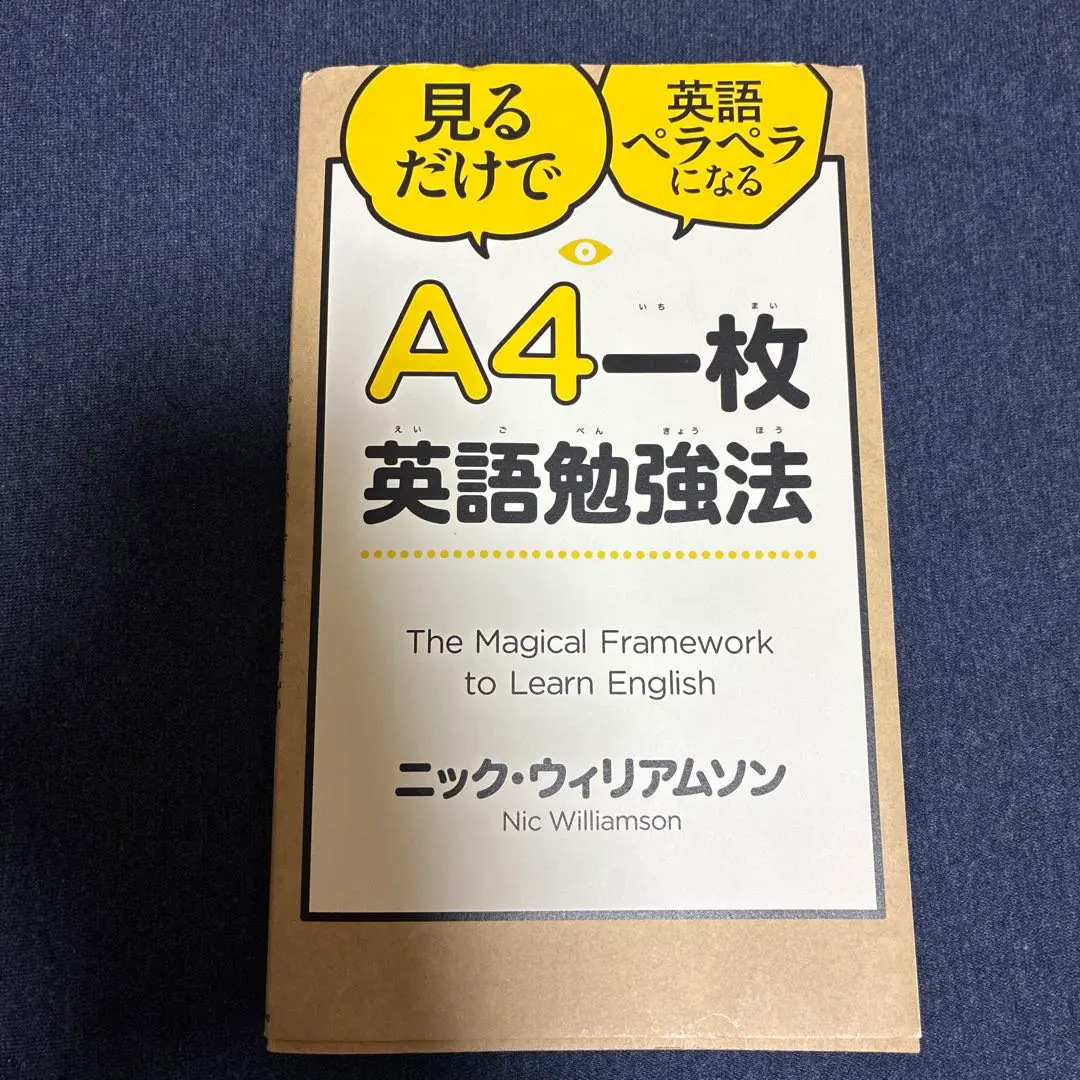 見る
だけで
英語
ペラペラ
になる
いち まい
A4一枚
えい ご べん きょう ほう
英語勉強法
The Magical Framework
to Learn English
ニック・ウィリアムソン
Nic Williamson